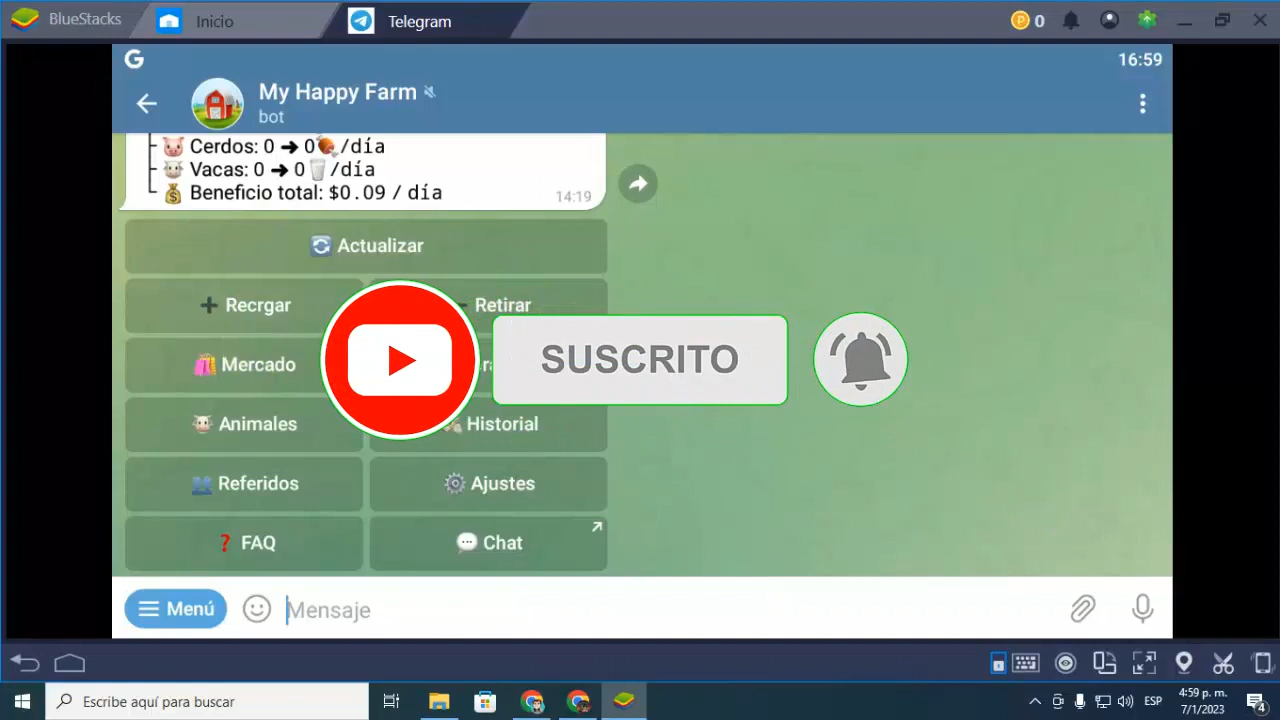 BlueStacks
Inicio
Telegram
0
16:59
My Happy Farm
bot
Cerdos: 0 → 0 /día
Vacas: 0 → 0 /día
Beneficio total: $0.09 / día
14:19
Actualizar
Recrgar
Retirar
Mercado
SUSCRITO
Animales
Historial
Referidos
Ajustes
FAQ
Chat
Menú
Mensaje
Escribe aquí para buscar
ESP
4:59 p. m.
7/1/2023
4